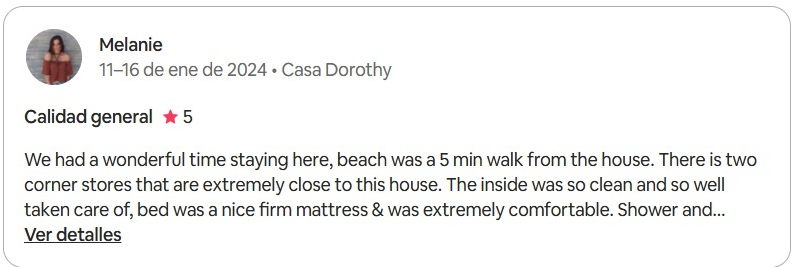 Melanie
11–16 de ene de 2024 • Casa Dorothy
Calidad general ★ 5
We had a wonderful time staying here, beach was a 5 min walk from the house. There is two
corner stores that are extremely close to this house. The inside was so clean and so well
taken care of, bed was a nice firm mattress & was extremely comfortable. Shower and...
Ver detalles